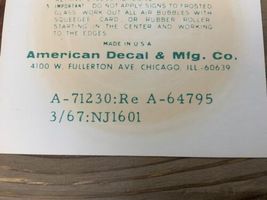 5 IMPORTANT: DO NOT APPLY SIGNS TO FROSTED
GLASS WORK OUT ALL AIR BUBBLES WITH
SQUEEGEE CARD OR RUBBER ROLLER
STARTING IN THE CENTER AND WORKING
TO THE EDGES.
MADE IN U S A
American Decal & Mfg. Co.
4100 W. FULLERTON AVE. CHICAGO, ILL -60639
A-71230:Re A-64795
3/67:NJ1601